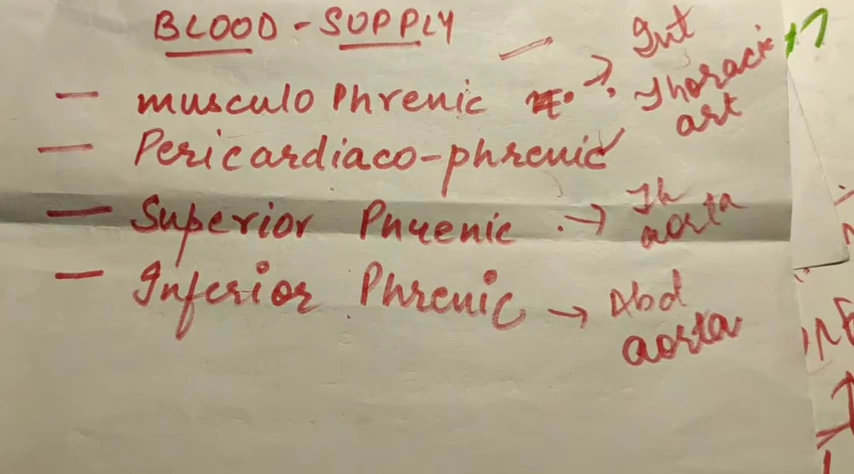 BLOOD - SUPPLY
- musculo Phrenic → Int Thoracic art
- Pericardiaco-phrenic
- Superior Phrenic → Th aorta
- Inferior Phrenic → Abd aorta